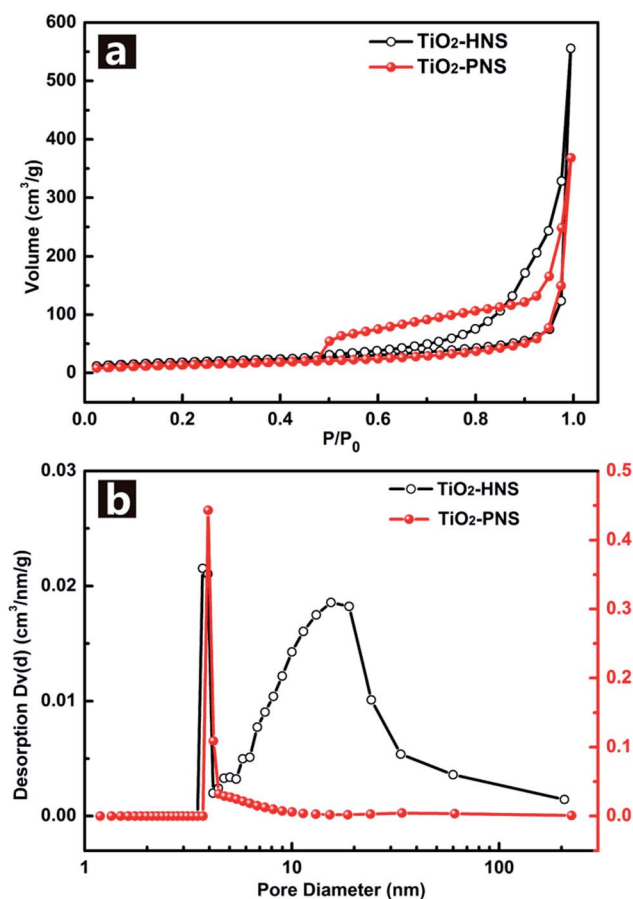 a
TiO2-HNS
TiO2-PNS
600
500
400
300
200
100
0
Volume (cm3/g)
0.0 0.2 0.4 0.6 0.8 1.0
P/P0
b
TiO2-HNS
TiO2-PNS
0.03
0.02
0.01
0.00
Desorption Dv(d) (cm3/nm/g)
0.5
0.4
0.3
0.2
0.1
0.0
1 10 100
Pore Diameter (nm)